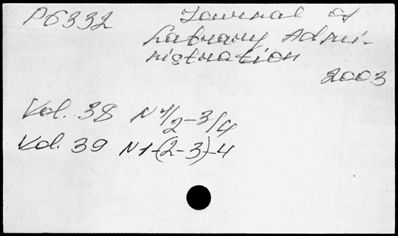 P6332 Journal of
Library Admi-
nistration
2003
Vol. 38 N 1/2-3/4
Vol. 39 N1-(2-3)-4